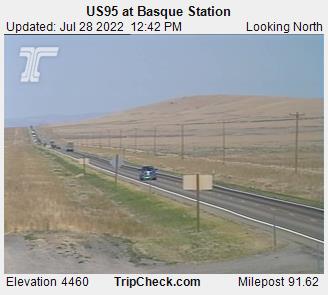 US95 at Basque Station
Updated: Jul 28 2022 12:42 PM Looking North
Elevation 4460 TripCheck.com Milepost 91.62